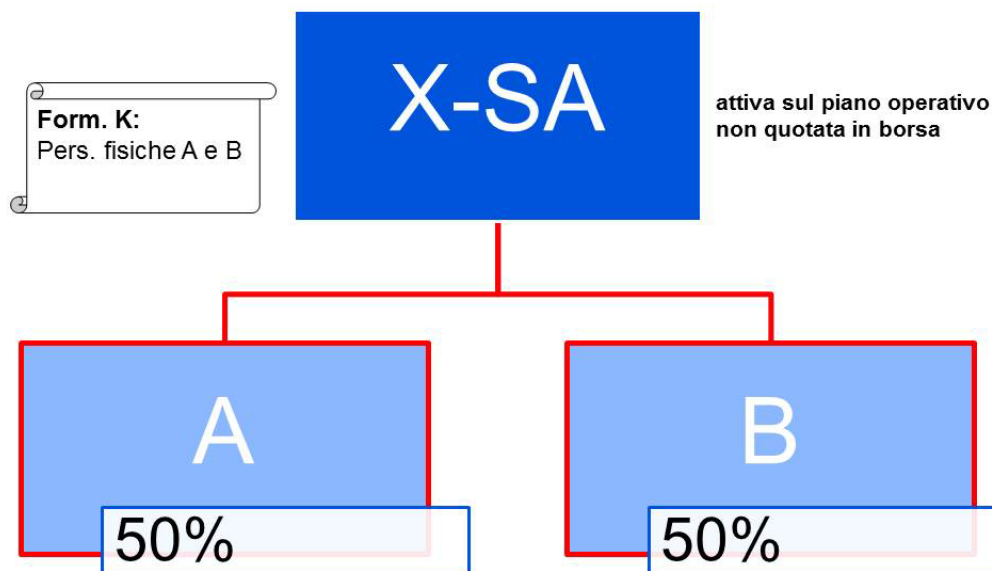 X-SA
Form. K:
Pers. fisiche A e B
attiva sul piano operativo
non quotata in borsa
A
B
50%
50%